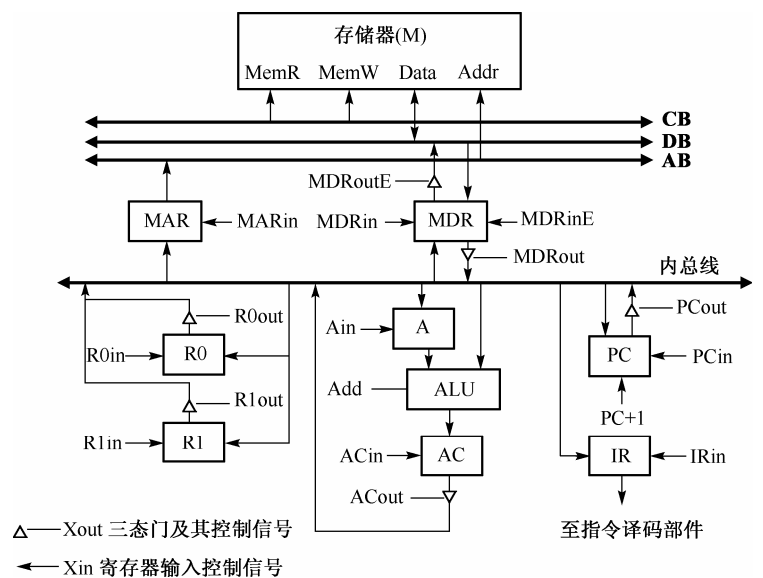 存储器(M)
MemR MemW Data Addr
CB
DB
AB
MDRoutE
MAR
MARin
MDRin
MDR
MDRinE
MDRout
内总线
R0out
R0in
R0
R1out
R1in
R1
Ain
A
Add
ALU
ACin
AC
ACout
PCout
PC
PCin
PC+1
IR
IRin
至指令译码部件
Xout 三态门及其控制信号
Xin 寄存器输入控制信号